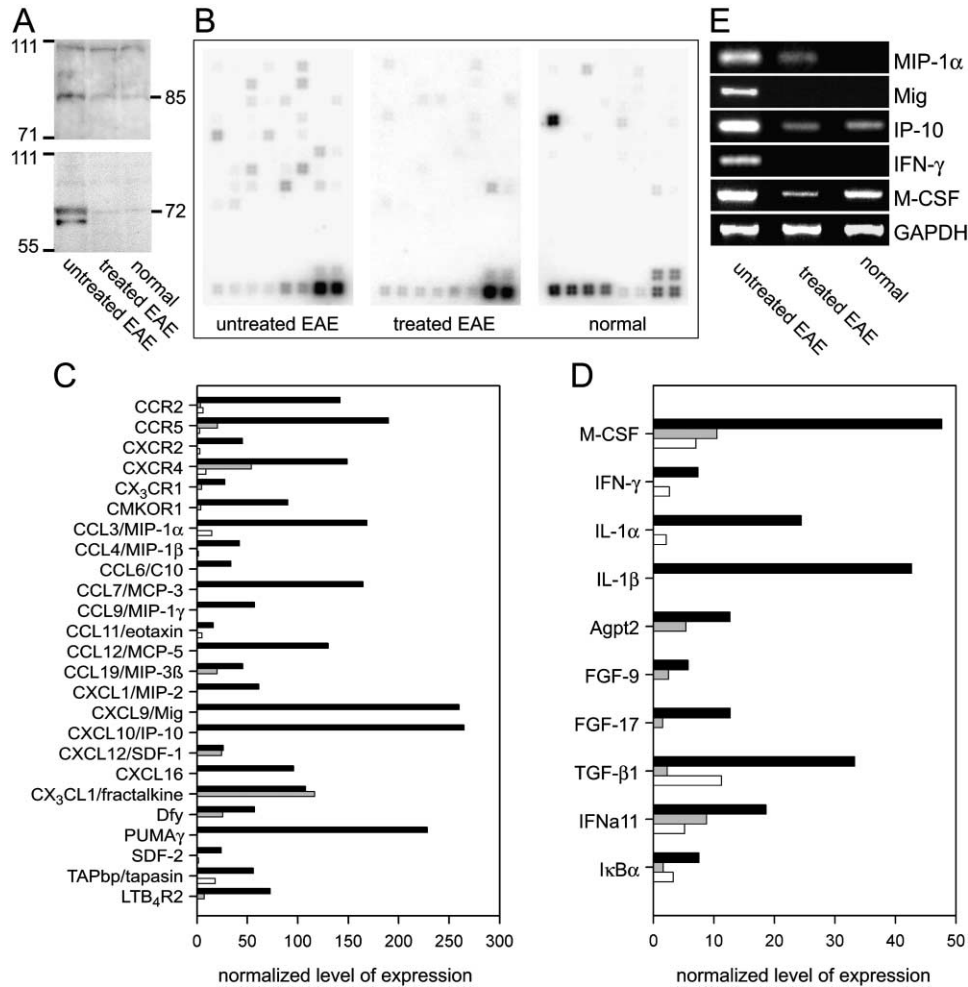 A
111
85
71
111
72
55
untreated EAE
treated EAE
normal
B
untreated EAE
treated EAE
normal
E
MIP-1α
Mig
IP-10
IFN-γ
M-CSF
GAPDH
untreated EAE
treated EAE
normal
C
CCR2
CCR5
CXCR2
CXCR4
CX3CR1
CMKOR1
CCL3/MIP-1α
CCL4/MIP-1β
CCL6/C10
CCL7/MCP-3
CCL9/MIP-1γ
CCL11/eotaxin
CCL12/MCP-5
CCL19/MIP-3ß
CXCL1/MIP-2
CXCL9/Mig
CXCL10/IP-10
CXCL12/SDF-1
CXCL16
CX3CL1/fractalkine
Dfy
PUMAγ
SDF-2
TAPbp/tapasin
LTB4R2
0 50 100 150 200 250 300
normalized level of expression
D
M-CSF
IFN-γ
IL-1α
IL-1β
Agpt2
FGF-9
FGF-17
TGF-β1
IFNa11
IκBα
0 10 20 30 40 50
normalized level of expression